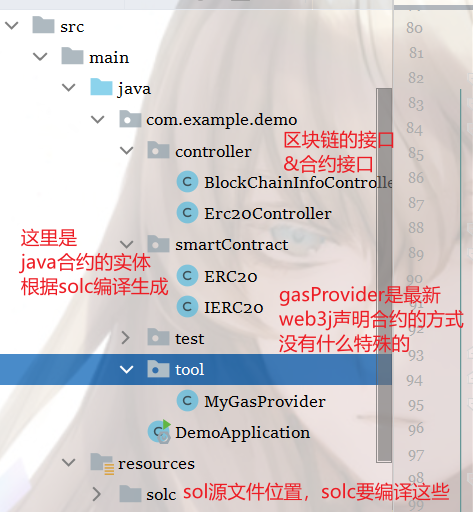 src
main
java
com.example.demo
controller
区块链的接口
&合约接口
BlockChainInfoControlle
Erc20Controller
这里是
java合约的实体
根据solc编译生成
smartContract
ERC20
IERC20
gasProvider是最新
web3j声明合约的方式
没有什么特殊的
test
tool
MyGasProvider
DemoApplication
resources
solc
sol源文件位置，solc要编译这些
80
81
82
83
84
85
86
87
88
89
90
91
92
93
94
95
96
97
98
99